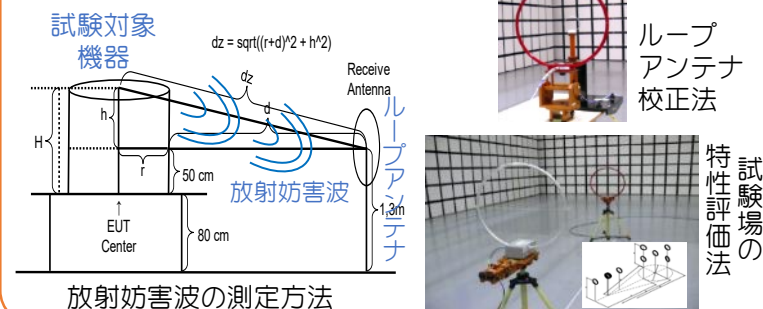 試験対象
機器
dz = sqrt((r+d)^2 + h^2)
dz
Receive
Antenna
d
h
H
r
50 cm
放射妨害波
ループアンテナ
1,3m
EUT
Center
80 cm
放射妨害波の測定方法
ループ
アンテナ
校正法
試験場の
特性評価法